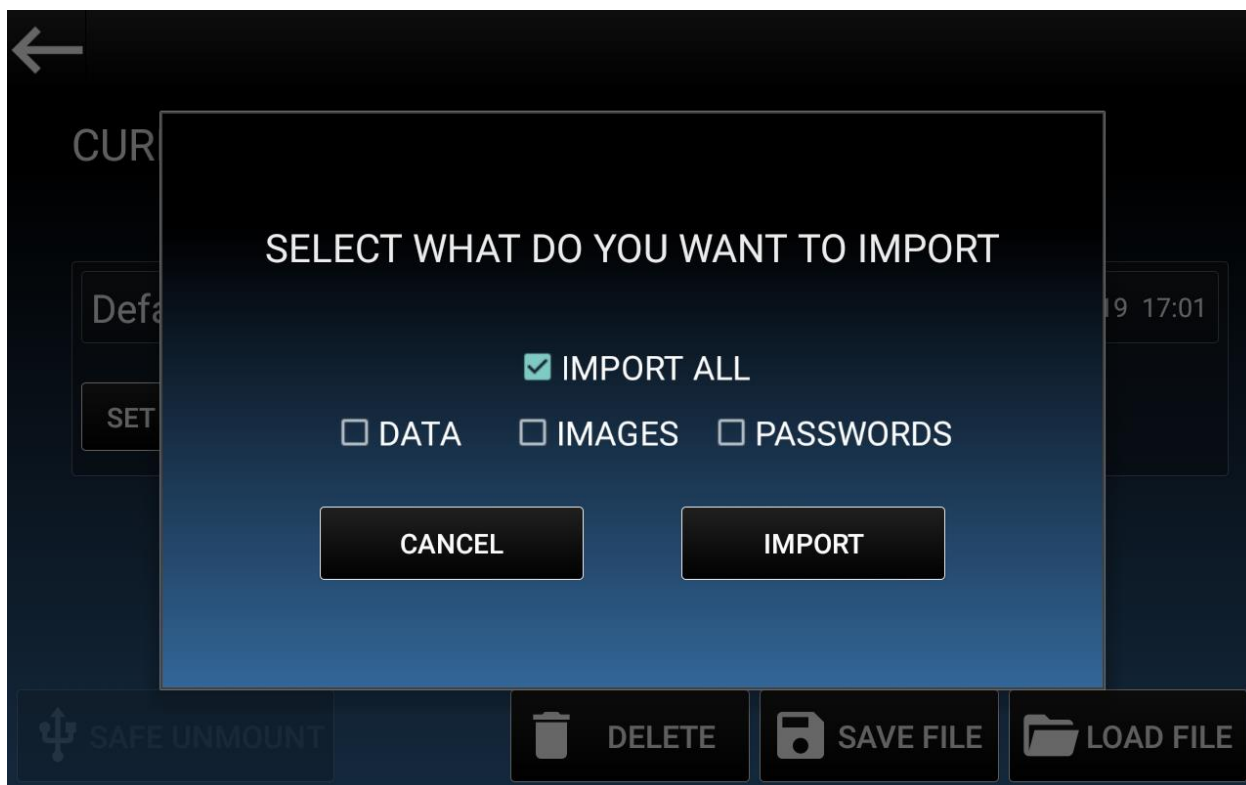 CUR
SELECT WHAT DO YOU WANT TO IMPORT
Defa
19 17:01
IMPORT ALL
SET
DATA IMAGES PASSWORDS
CANCEL IMPORT
SAFE UNMOUNT DELETE SAVE FILE LOAD FILE